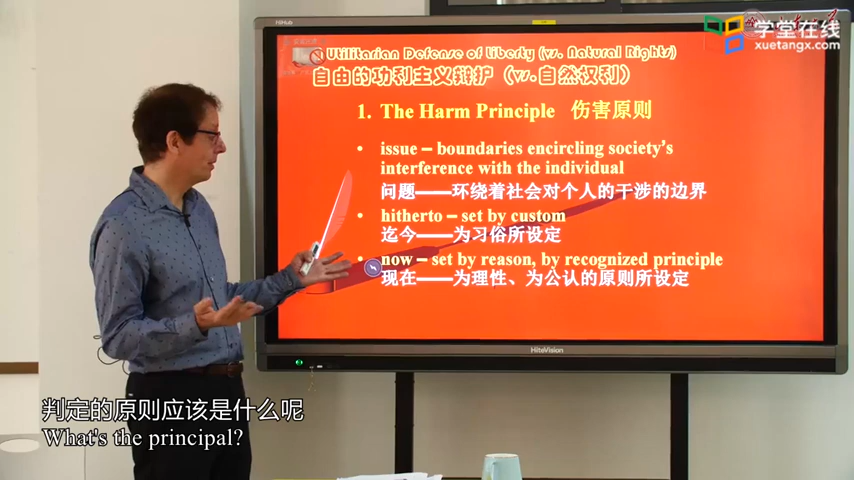 HiteHub
学堂在线
xuetangx.com
Utilitarian Defense of Liberty (vs. Natural Rights)
自由的功利主义辩护（vs.自然权利）
1. The Harm Principle 伤害原则
• issue – boundaries encircling society's
interference with the individual
问题——环绕着社会对个人的干涉的边界
• hitherto – set by custom
迄今——为习俗所设定
• now – set by reason, by recognized principle
现在——为理性、为公认的原则所设定
HiteVision
判定的原则应该是什么呢
What's the principal?